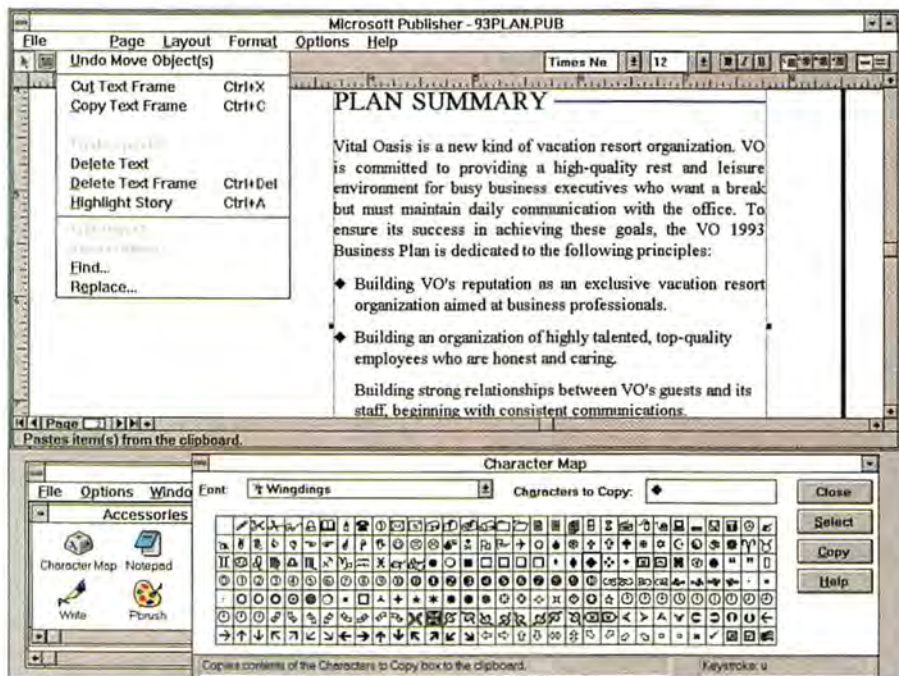 Microsoft Publisher - 93PLAN.PUB
File Page Layout Format Options Help
Times Ne 12 B I U
Undo Move Object(s)
Cut Text Frame Ctrl+X
Copy Text Frame Ctrl+C
Delete Text
Delete Text Frame Ctrl+Del
Highlight Story Ctrl+A
Find...
Replace...
PLAN SUMMARY
Vital Oasis is a new kind of vacation resort organization. VO
is committed to providing a high-quality rest and leisure
environment for busy business executives who want a break
but must maintain daily communication with the office. To
ensure its success in achieving these goals, the VO 1993
Business Plan is dedicated to the following principles:
◆ Building VO's reputation as an exclusive vacation resort
organization aimed at business professionals.
◆ Building an organization of highly talented, top-quality
employees who are honest and caring.
Building strong relationships between VO's guests and its
staff, beginning with consistent communications.
Page
Pastes item(s) from the clipboard.
File Options Windo
Accessories
Character Map Notepad
Write Pbrush
Character Map
Font: Wingdings Characters to Copy: ◆
Close
Select
Copy
Help
Copies contents of the Characters to Copy box to the clipboard. Keystroke: u